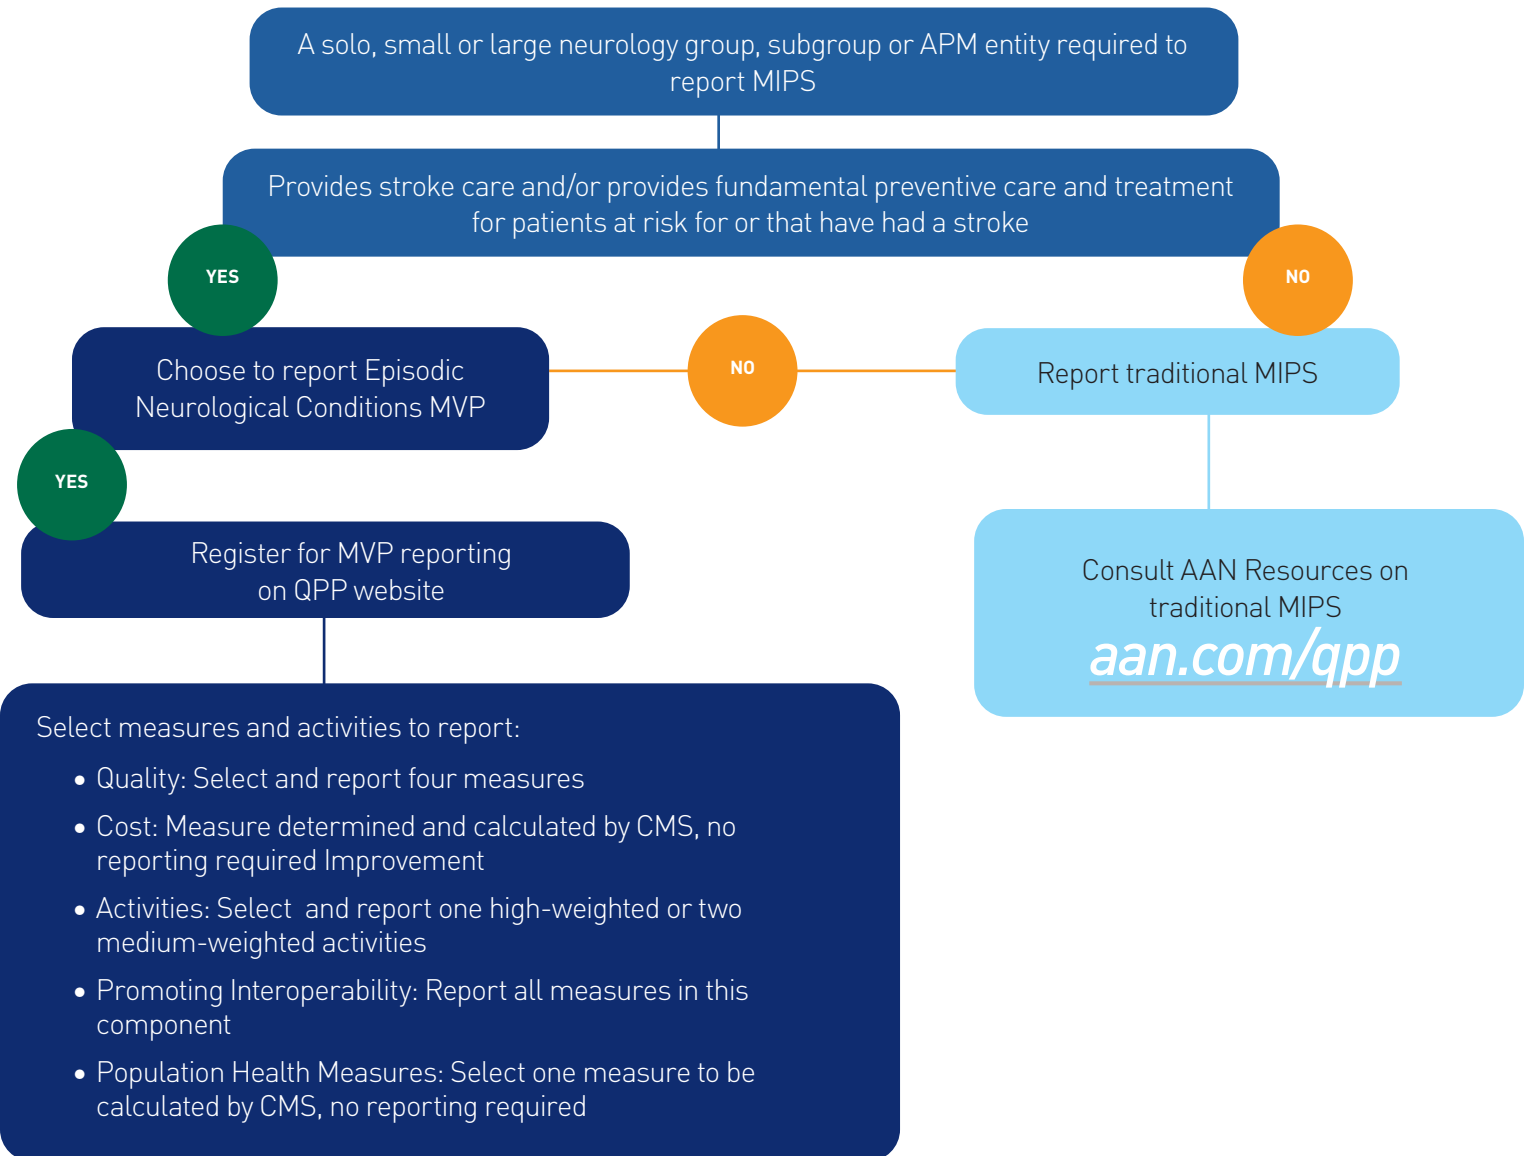 A solo, small or large neurology group, subgroup or APM entity required to
report MIPS
Provides stroke care and/or provides fundamental preventive care and treatment
for patients at risk for or that have had a stroke
YES
NO
Choose to report Episodic
Neurological Conditions MVP
NO
Report traditional MIPS
YES
Register for MVP reporting
on QPP website
Consult AAN Resources on
traditional MIPS
aan.com/qpp
Select measures and activities to report:
• Quality: Select and report four measures
• Cost: Measure determined and calculated by CMS, no
reporting required Improvement
• Activities: Select  and report one high-weighted or two
medium-weighted activities
• Promoting Interoperability: Report all measures in this
component
• Population Health Measures: Select one measure to be
calculated by CMS, no reporting required